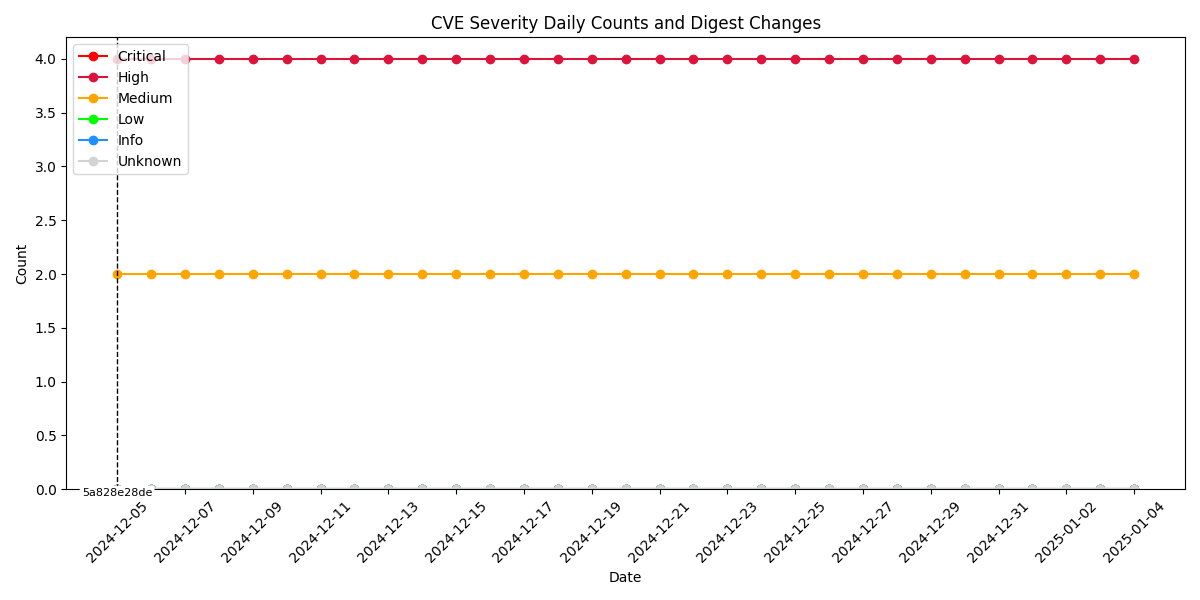 CVE Severity Daily Counts and Digest Changes
Critical
High
Medium
Low
Info
Unknown
4.0
3.5
3.0
2.5
2.0
1.5
1.0
0.5
0.0
Count
5a828e28de
2024-12-05
2024-12-07
2024-12-09
2024-12-11
2024-12-13
2024-12-15
2024-12-17
2024-12-19
2024-12-21
2024-12-23
2024-12-25
2024-12-27
2024-12-29
2024-12-31
2025-01-02
2025-01-04
Date